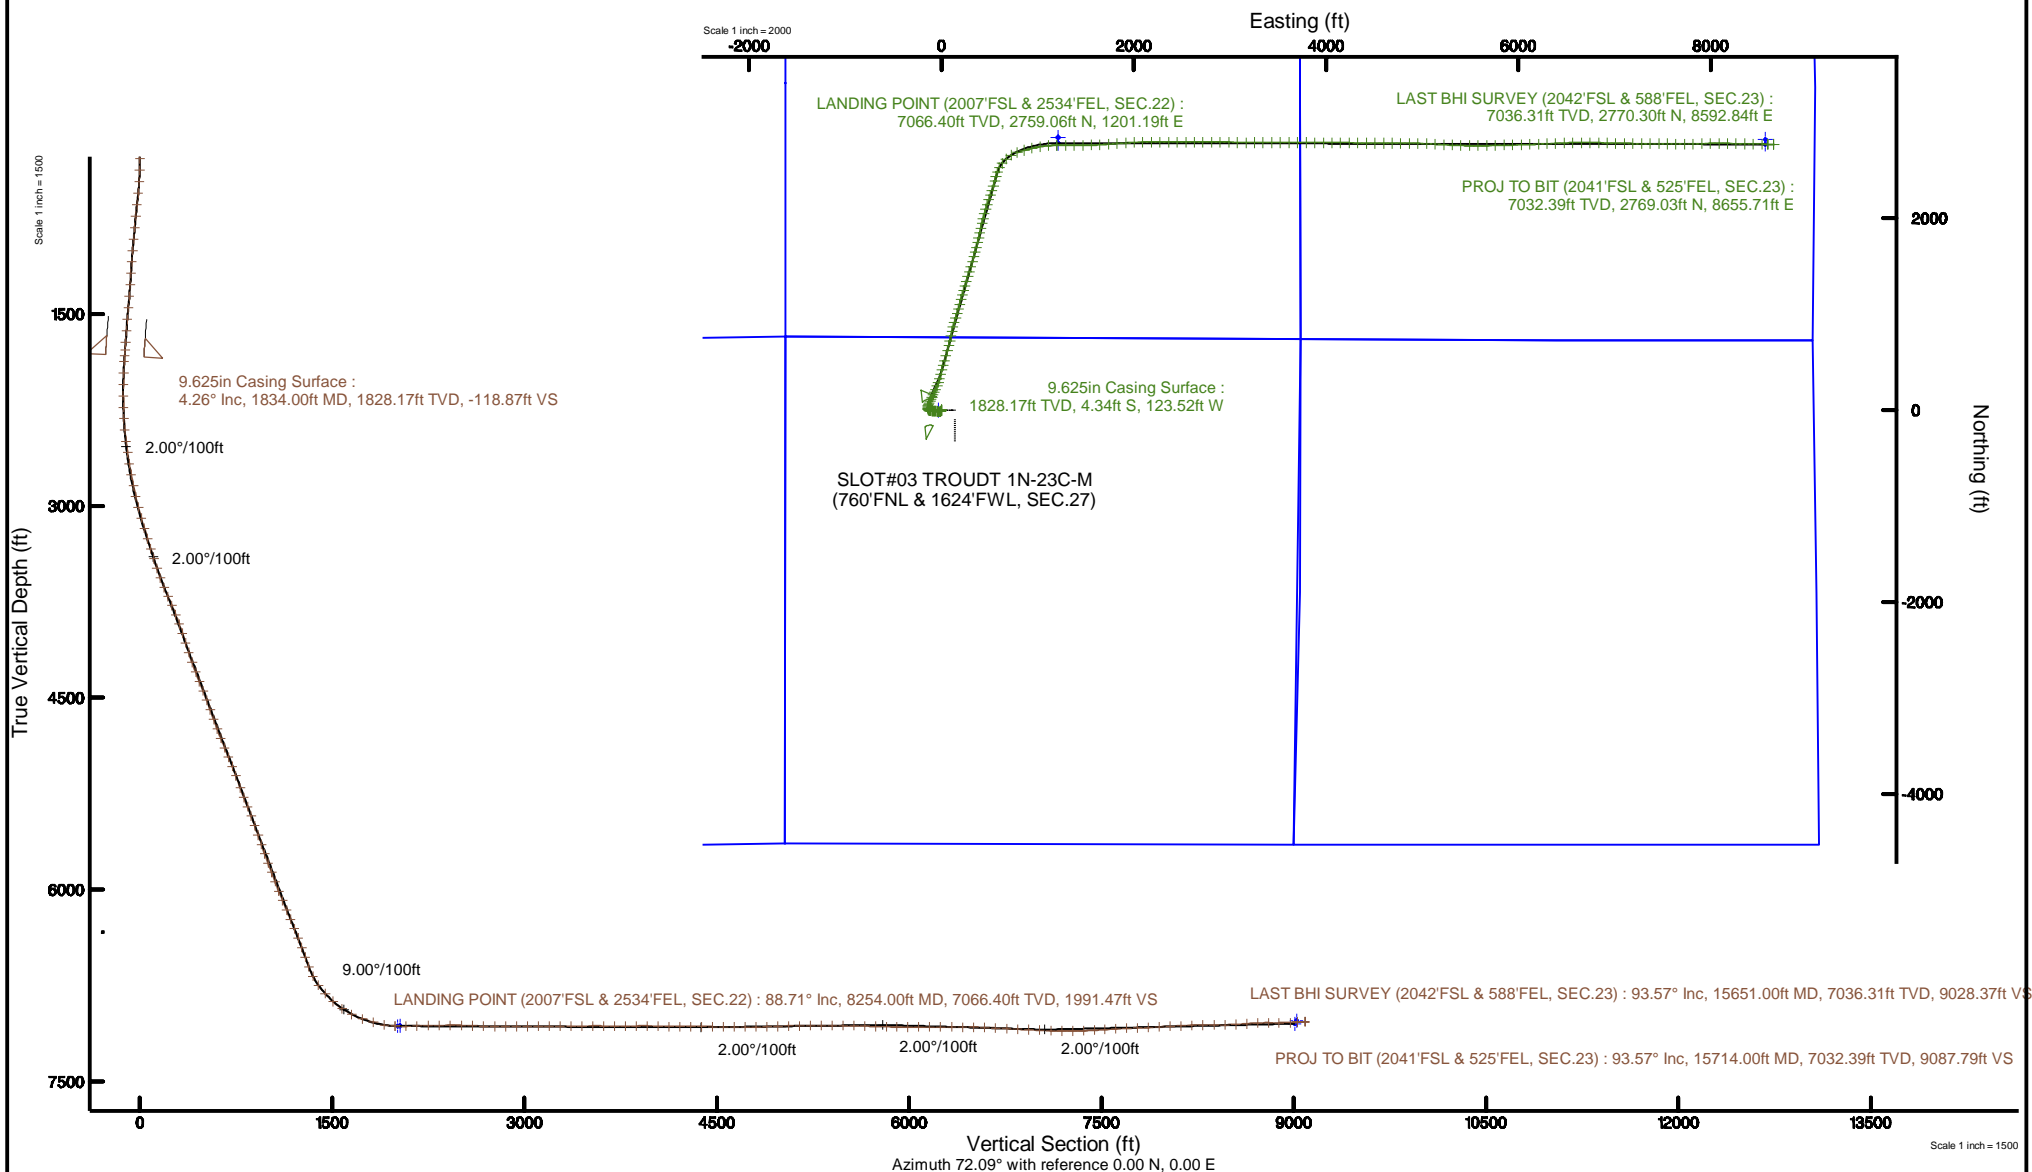 Easting (ft)
Scale 1 inch = 2000
-2000
0
2000
4000
6000
8000
LANDING POINT (2007'FSL & 2534'FEL, SEC.22) :
7066.40ft TVD, 2759.06ft N, 1201.19ft E
LAST BHI SURVEY (2042'FSL & 588'FEL, SEC.23) :
7036.31ft TVD, 2770.30ft N, 8592.84ft E
PROJ TO BIT (2041'FSL & 525'FEL, SEC.23) :
7032.39ft TVD, 2769.03ft N, 8655.71ft E
9.625in Casing Surface :
1828.17ft TVD, 4.34ft S, 123.52ft W
SLOT#03 TROUDT 1N-23C-M
(760'FNL & 1624'FWL, SEC.27)
2000
0
-2000
-4000
Northing (ft)
Scale 1 inch = 1500
True Vertical Depth (ft)
1500
3000
4500
6000
7500
9.625in Casing Surface :
4.26° Inc, 1834.00ft MD, 1828.17ft TVD, -118.87ft VS
2.00°/100ft
2.00°/100ft
9.00°/100ft
LANDING POINT (2007'FSL & 2534'FEL, SEC.22) : 88.71° Inc, 8254.00ft MD, 7066.40ft TVD, 1991.47ft VS
LAST BHI SURVEY (2042'FSL & 588'FEL, SEC.23) : 93.57° Inc, 15651.00ft MD, 7036.31ft TVD, 9028.37ft VS
2.00°/100ft
2.00°/100ft
2.00°/100ft
PROJ TO BIT (2041'FSL & 525'FEL, SEC.23) : 93.57° Inc, 15714.00ft MD, 7032.39ft TVD, 9087.79ft VS
0
1500
3000
4500
6000
7500
9000
10500
12000
13500
Vertical Section (ft)
Azimuth 72.09° with reference 0.00 N, 0.00 E
Scale 1 inch = 1500